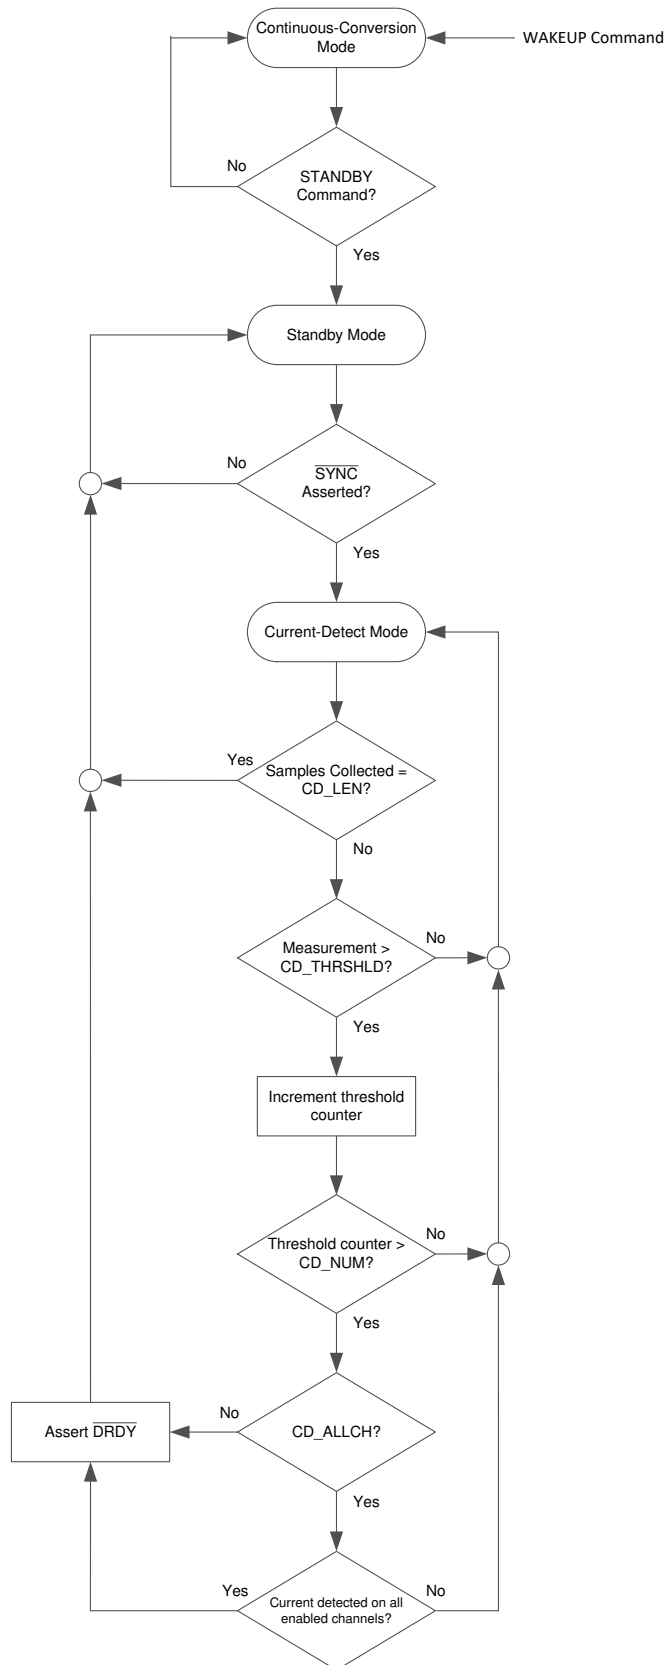 Continuous-Conversion
Mode
WAKEUP Command
No
STANDBY
Command?
Yes
Standby Mode
No
SYNC
Asserted?
Yes
Current-Detect Mode
Yes
Samples Collected =
CD_LEN?
No
Measurement >
CD_THRSHLD?
No
Yes
Increment threshold
counter
Threshold counter >
CD_NUM?
No
Yes
Assert DRDY
No
CD_ALLCH?
Yes
Yes
Current detected on all
enabled channels?
No